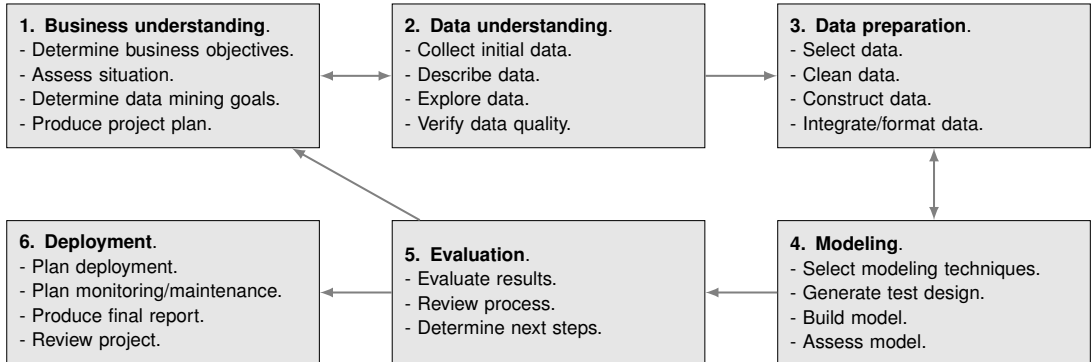 1. Business understanding.
- Determine business objectives.
- Assess situation.
- Determine data mining goals.
- Produce project plan.
2. Data understanding.
- Collect initial data.
- Describe data.
- Explore data.
- Verify data quality.
3. Data preparation.
- Select data.
- Clean data.
- Construct data.
- Integrate/format data.
6. Deployment.
- Plan deployment.
- Plan monitoring/maintenance.
- Produce final report.
- Review project.
5. Evaluation.
- Evaluate results.
- Review process.
- Determine next steps.
4. Modeling.
- Select modeling techniques.
- Generate test design.
- Build model.
- Assess model.